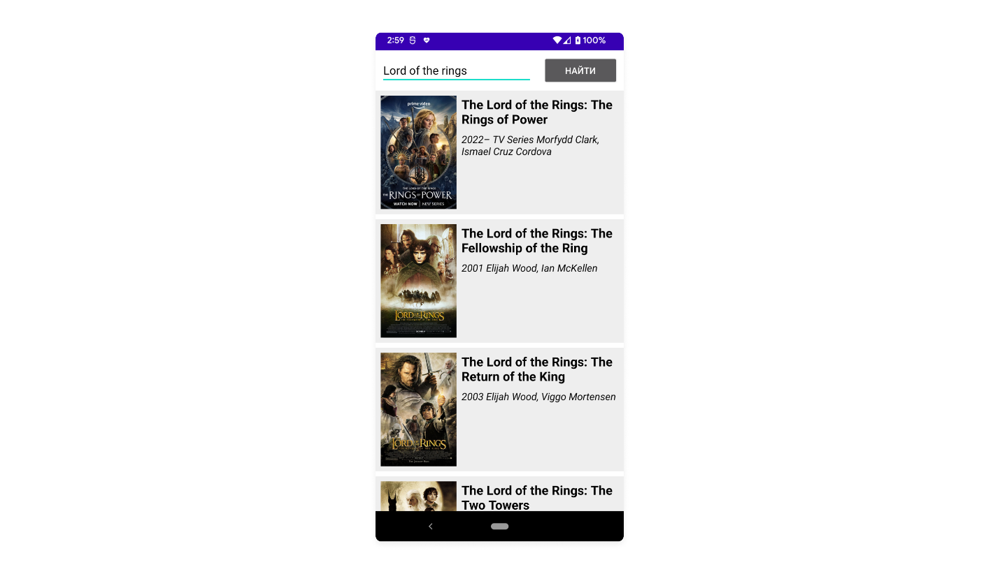 2:59
100%
Lord of the rings
НАЙТИ
prime video
THE LORD OF THE RINGS
THE RINGS OF POWER
WATCH NOW | NEW SERIES
The Lord of the Rings: The
Rings of Power
2022– TV Series Morfydd Clark,
Ismael Cruz Cordova
LORD OF THE RINGS
The Lord of the Rings: The
Fellowship of the Ring
2001 Elijah Wood, Ian McKellen
LORD OF THE RINGS
The Lord of the Rings: The
Return of the King
2003 Elijah Wood, Viggo Mortensen
The Lord of the Rings: The
Two Towers